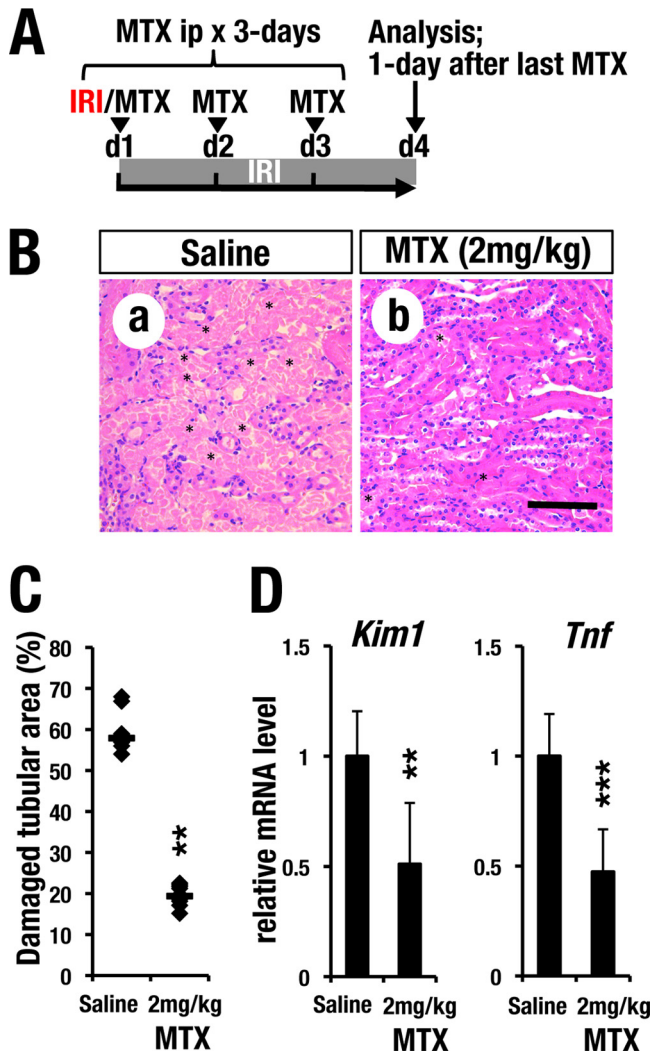 A
MTX ip x 3-days
Analysis;
1-day after last MTX
IRI/MTX MTX MTX
d1 d2 d3 d4
IRI
B
Saline MTX (2mg/kg)
a b
* * * * * * * * *
* * *
C
Damaged tubular area (%)
80
70
60
50
40
30
20
10
0
**
Saline 2mg/kg
MTX
D
relative mRNA level
Kim1
1.5
1
0.5
0
**
Saline 2mg/kg
MTX
Tnf
1.5
1
0.5
0
***
Saline 2mg/kg
MTX